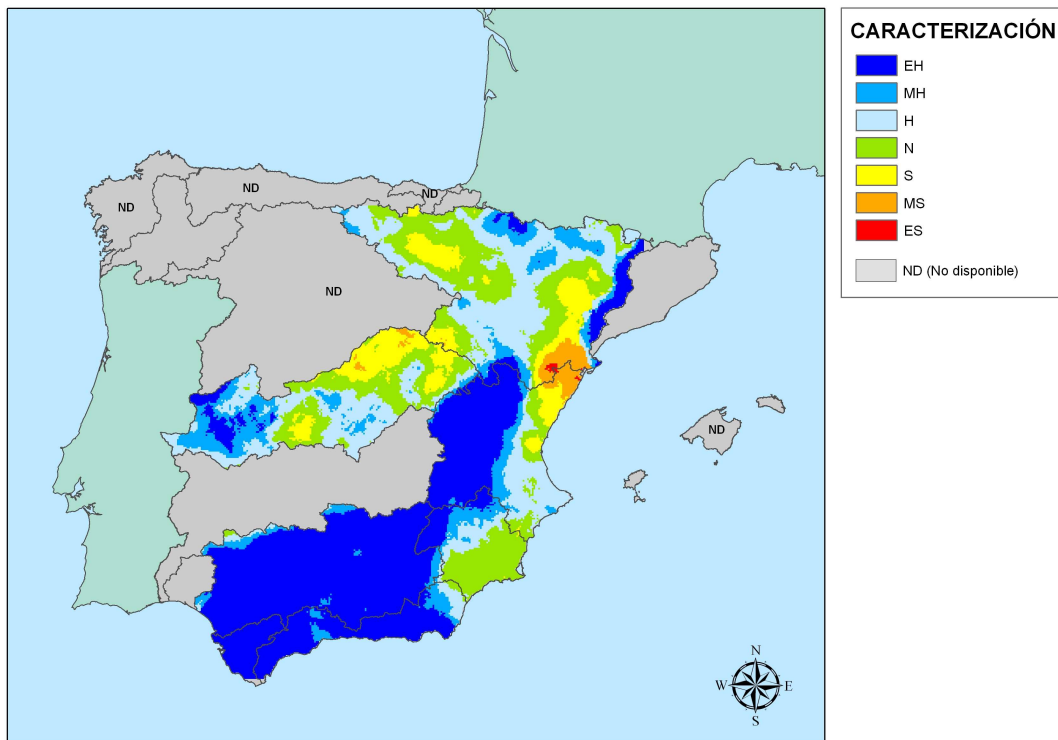 CARACTERIZACIÓN
EH
MH
H
N
S
MS
ES
ND (No disponible)
ND
ND
ND
ND
ND
N
W
E
S